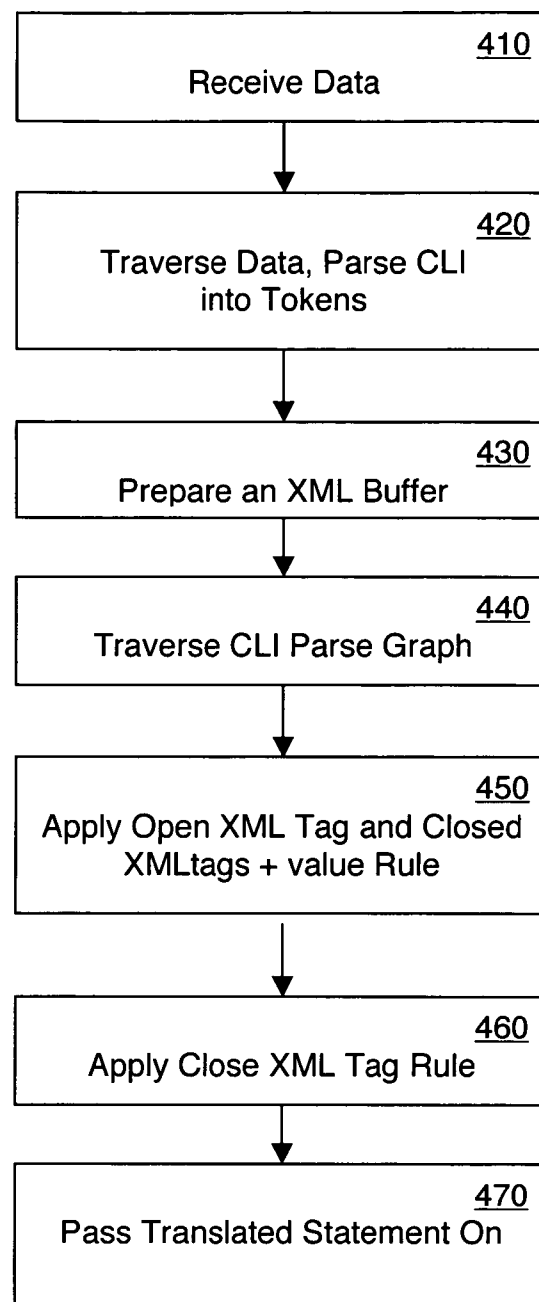 410
Receive Data
420
Traverse Data, Parse CLI
into Tokens
430
Prepare an XML Buffer
440
Traverse CLI Parse Graph
450
Apply Open XML Tag and Closed
XMLtags + value Rule
460
Apply Close XML Tag Rule
470
Pass Translated Statement On